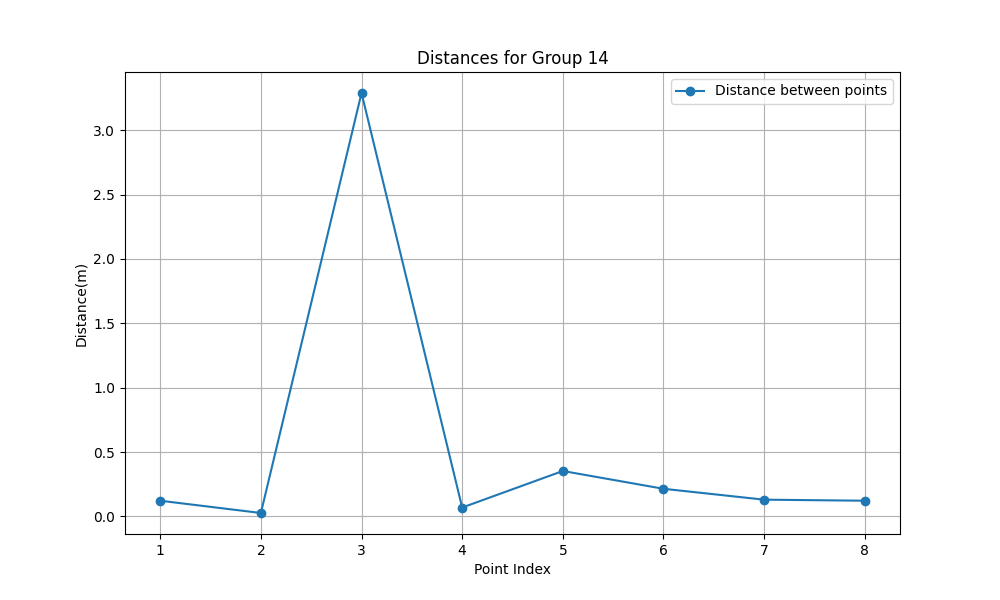 Distances for Group 14
Distance between points
Distance(m)
3.0
2.5
2.0
1.5
1.0
0.5
0.0
1 2 3 4 5 6 7 8
Point Index